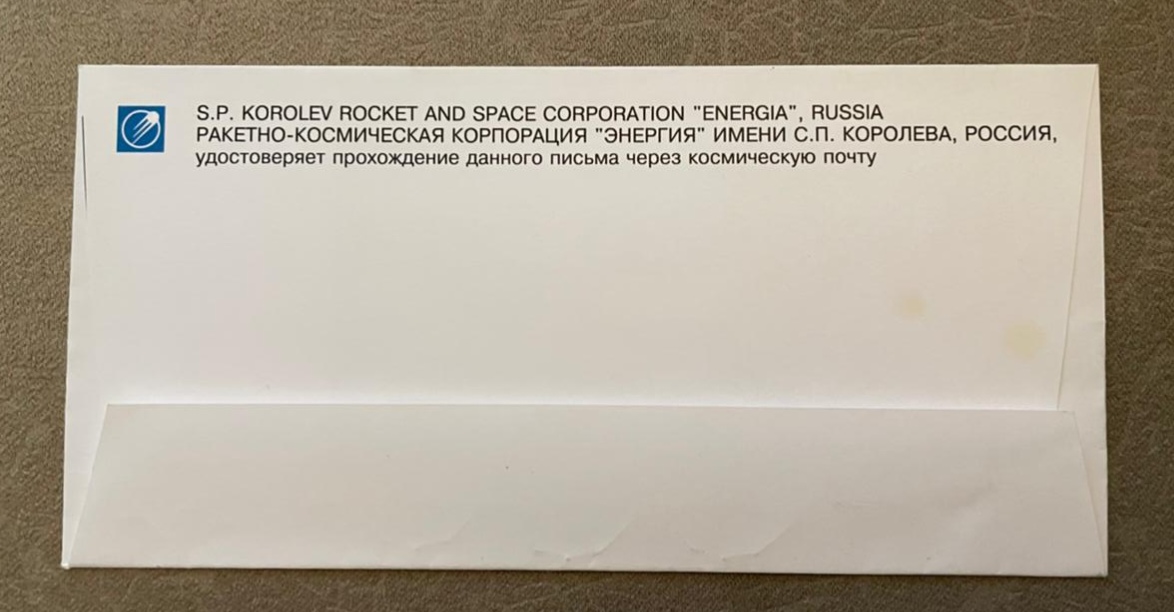 S.P. KOROLEV ROCKET AND SPACE CORPORATION "ENERGIA", RUSSIA
РАКЕТНО-КОСМИЧЕСКАЯ КОРПОРАЦИЯ "ЭНЕРГИЯ" ИМЕНИ С.П. КОРОЛЕВА, РОССИЯ,
удостоверяет прохождение данного письма через космическую почту